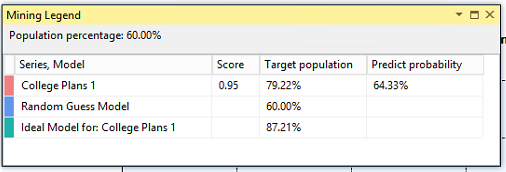 Mining Legend
Population percentage: 60.00%
Series, Model Score Target population Predict probability
College Plans 1 0.95 79.22% 64.33%
Random Guess Model 60.00%
Ideal Model for: College Plans 1 87.21%